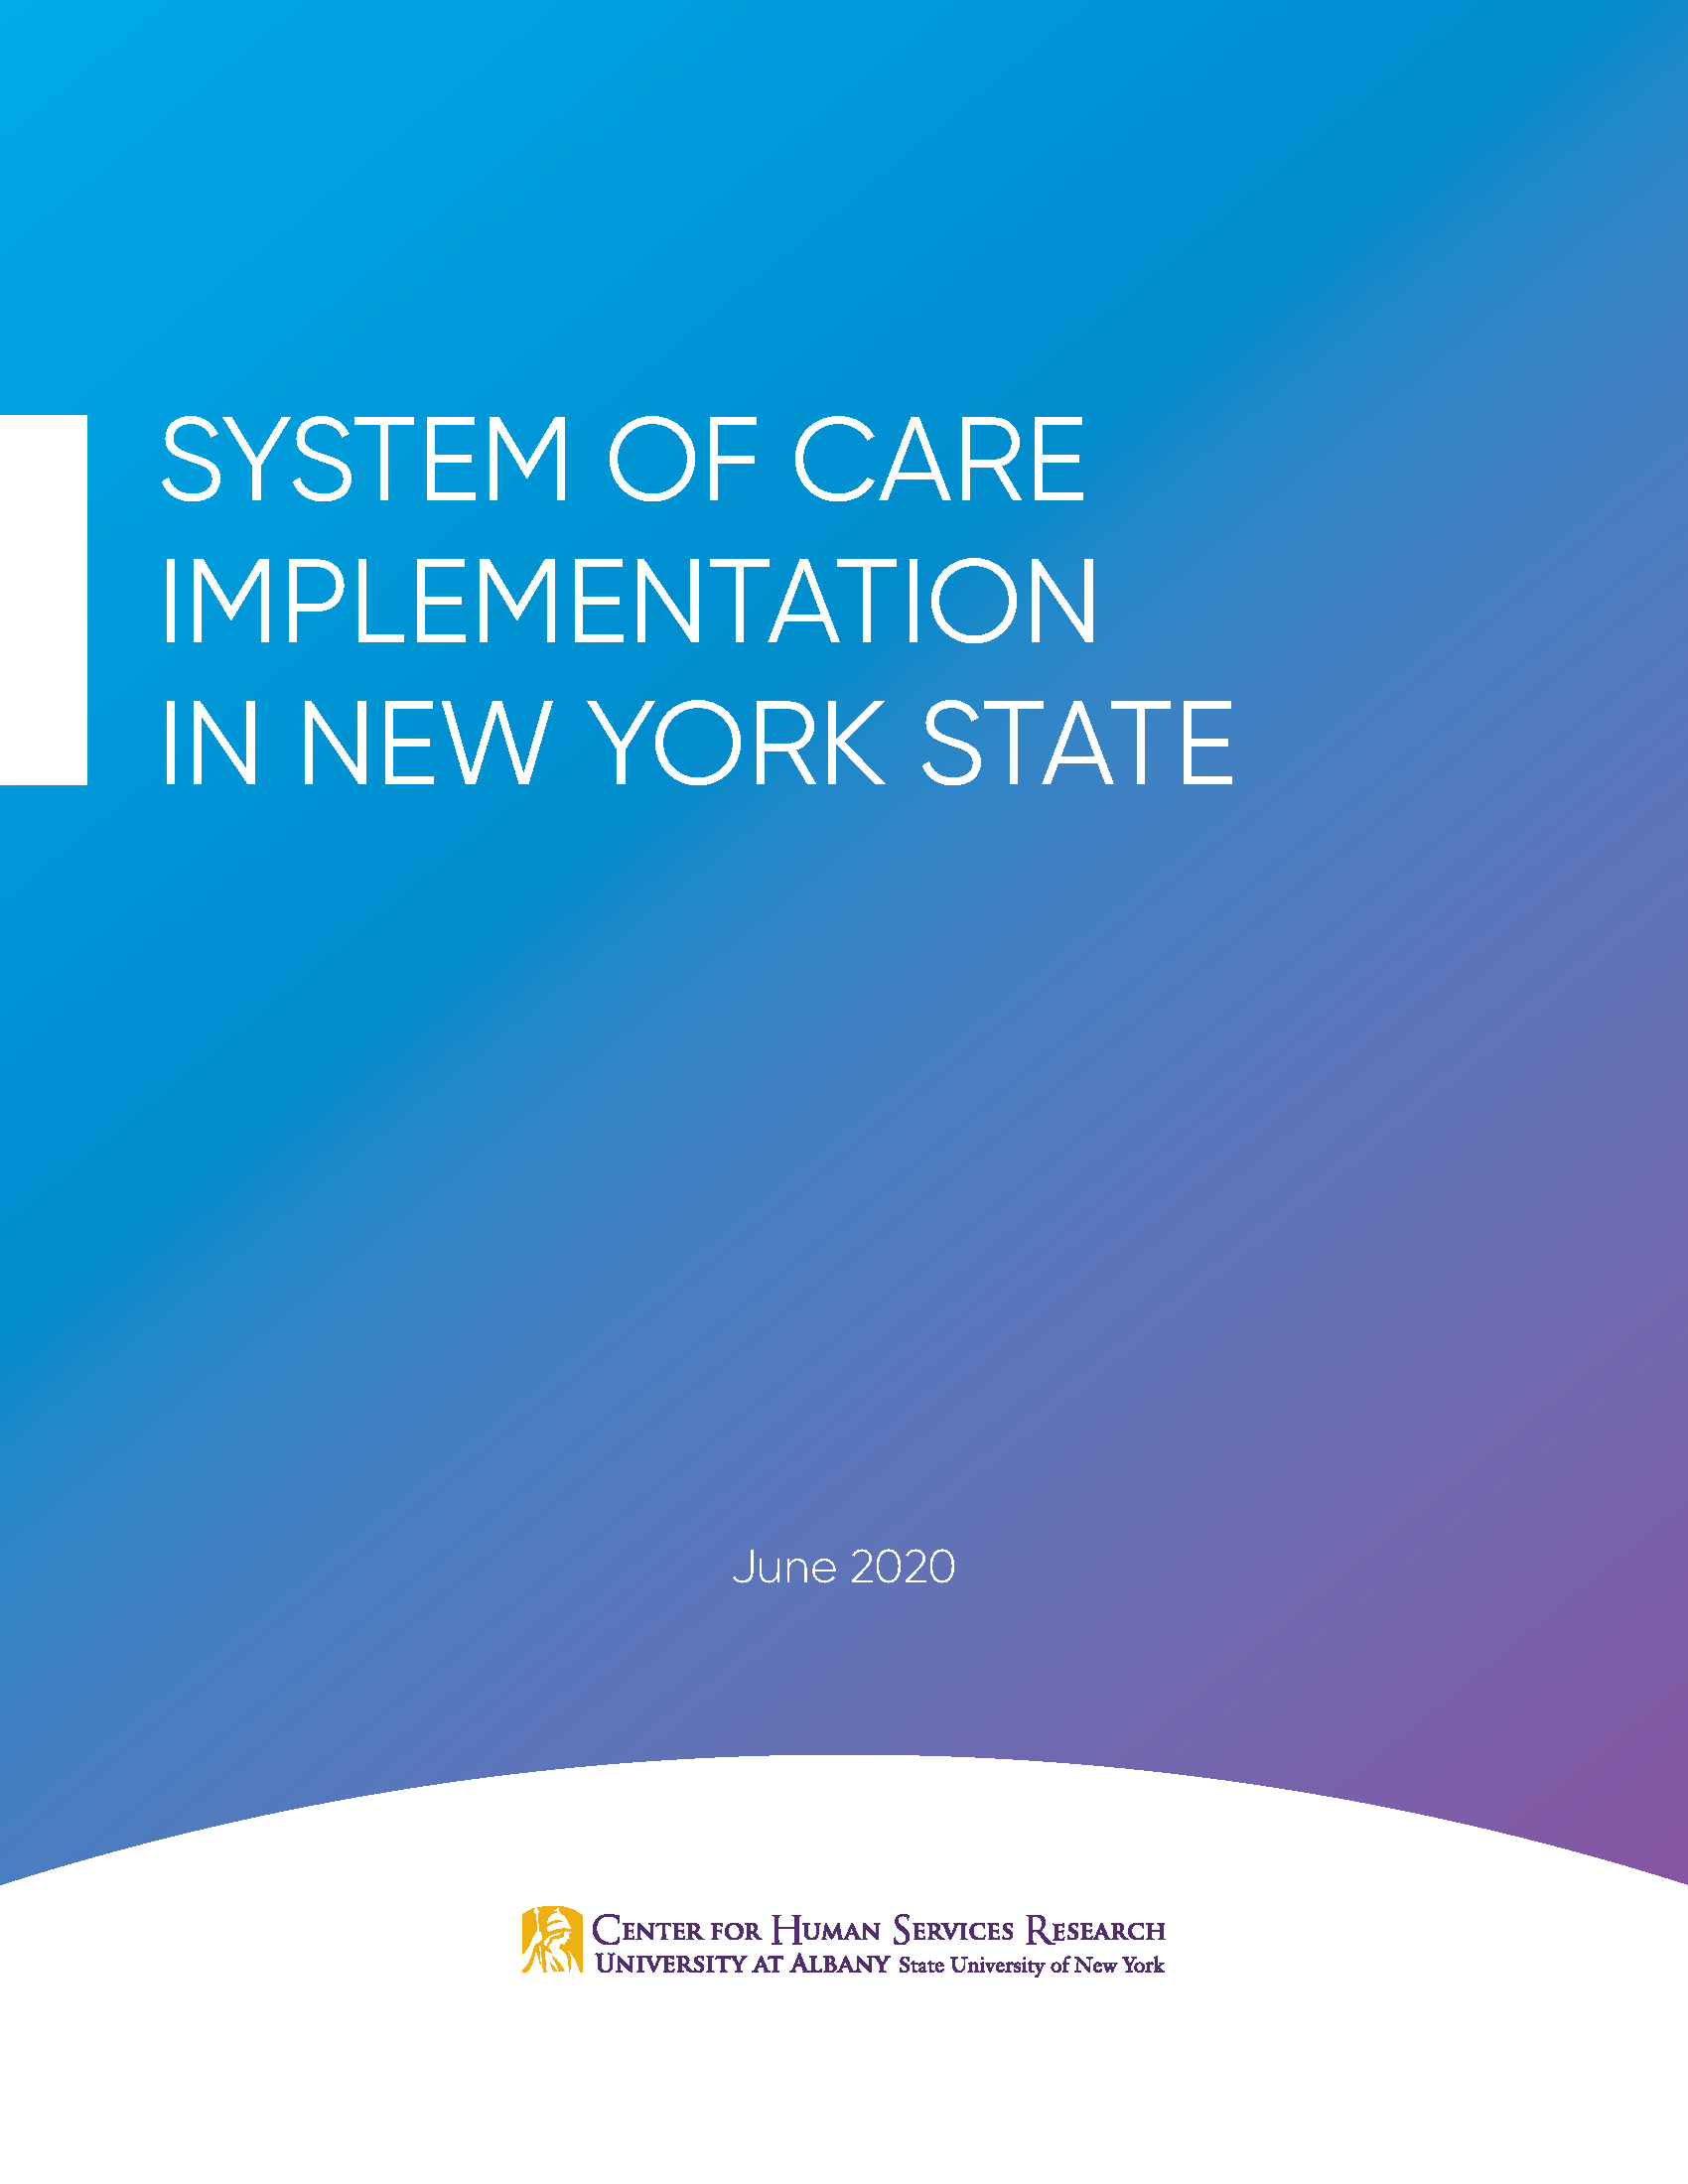 SYSTEM OF CARE
IMPLEMENTATION
IN NEW YORK STATE
June 2020
CENTER FOR HUMAN SERVICES RESEARCH
UNIVERSITY AT ALBANY State University of New York